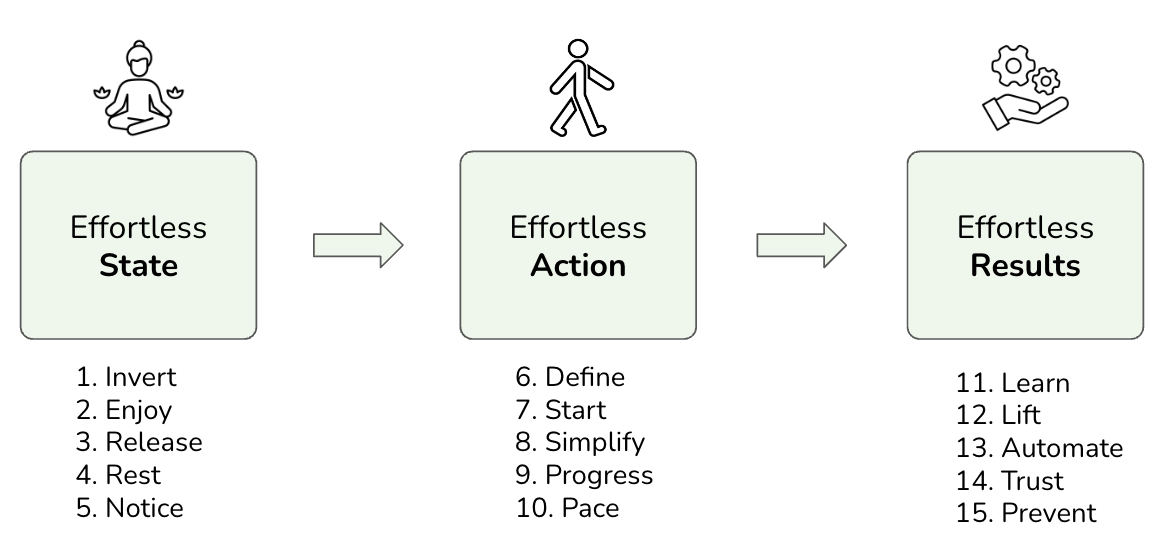 Effortless
State
Effortless
Action
Effortless
Results
1. Invert
2. Enjoy
3. Release
4. Rest
5. Notice
6. Define
7. Start
8. Simplify
9. Progress
10. Pace
11. Learn
12. Lift
13. Automate
14. Trust
15. Prevent